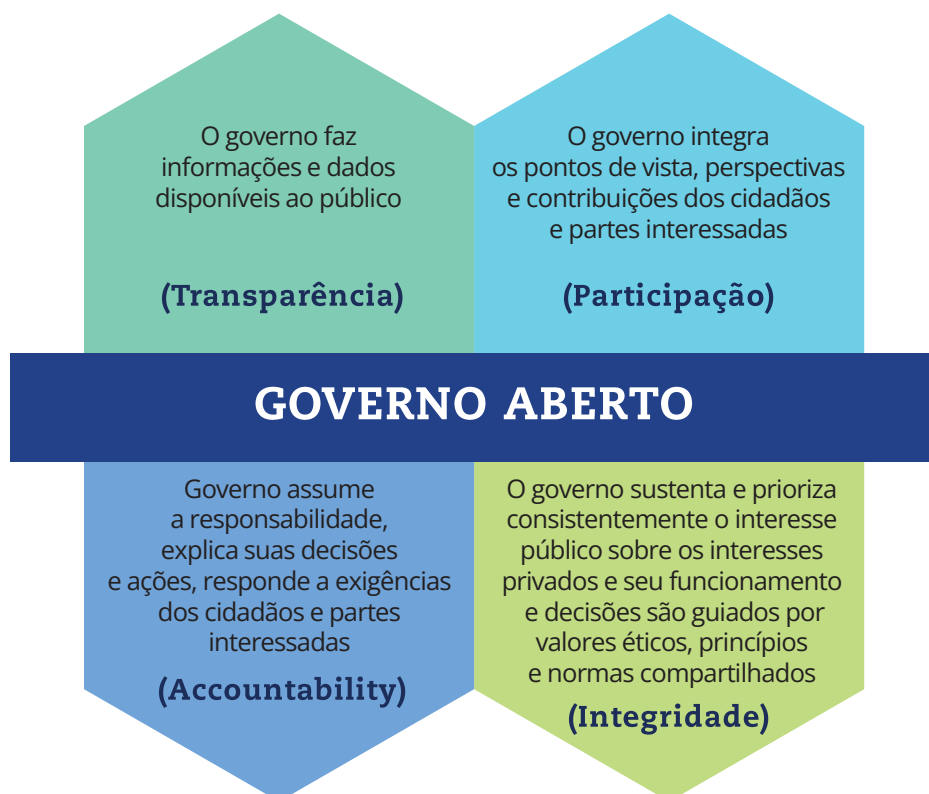 O governo faz
informações e dados
disponíveis ao público
(Transparência)
O governo integra
os pontos de vista, perspectivas
e contribuições dos cidadãos
e partes interessadas
(Participação)
GOVERNO ABERTO
Governo assume
a responsabilidade,
explica suas decisões
e ações, responde a exigências
dos cidadãos e partes
interessadas
(Accountability)
O governo sustenta e prioriza
consistentemente o interesse
público sobre os interesses
privados e seu funcionamento
e decisões são guiados por
valores éticos, princípios
e normas compartilhados
(Integridade)